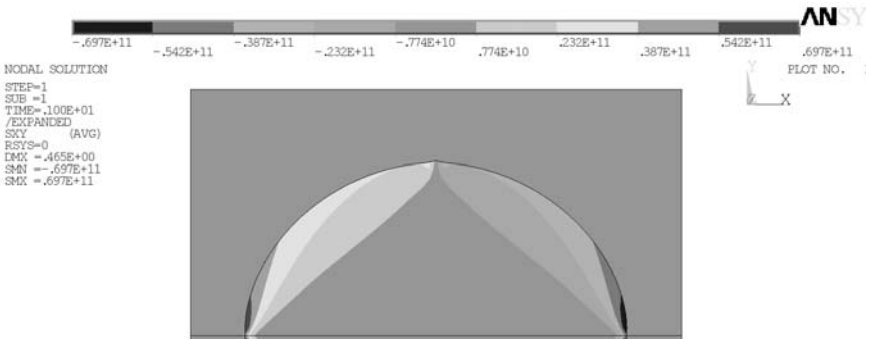 ANSY
-.697E+11 -.542E+11 -.387E+11 -.232E+11 -.774E+10 .774E+10 .232E+11 .387E+11 .542E+11 .697E+11
NODAL SOLUTION
PLOT NO.
STEP=1
SUB =1
TIME=.100E+01
/EXPANDED
SXY (AVG)
RSYS=0
DMX =.465E+00
SMN =-.697E+11
SMX =.697E+11
Y
Z X